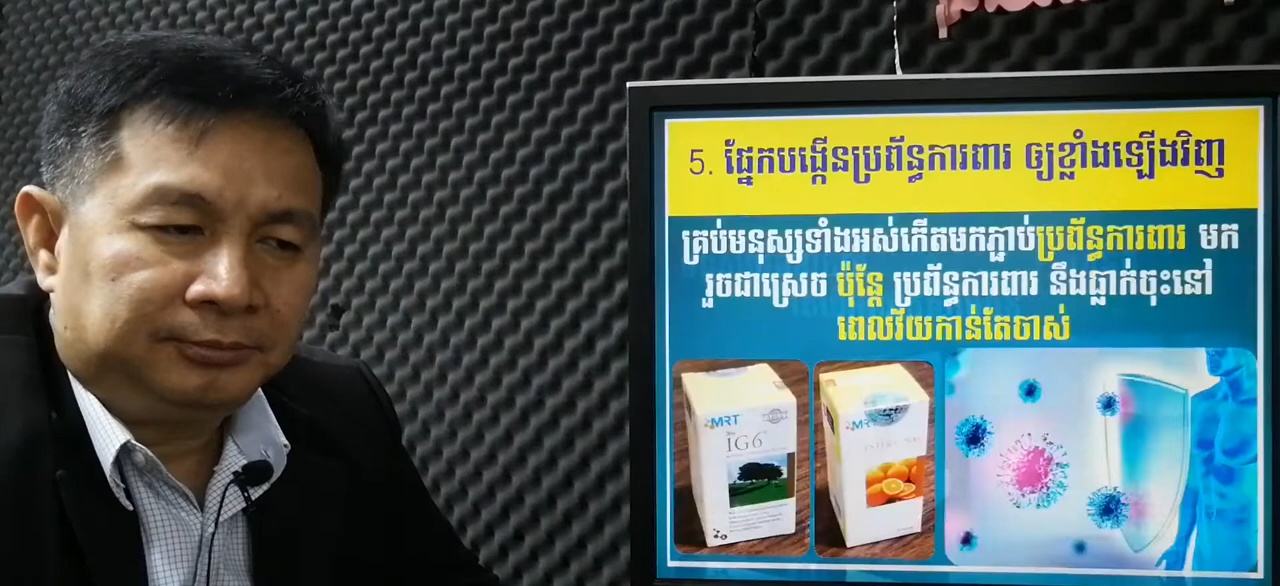 5. ផ្នែកបង្កើនប្រព័ន្ធការពារ ឲ្យខ្លាំងឡើងវិញ
គ្រប់មនុស្សទាំងអស់កើតមកភ្ជាប់ប្រព័ន្ធការពារ មក
រួចជាស្រេច ប៉ុន្តែ ប្រព័ន្ធការពារ នឹងធ្លាក់ចុះនៅ
ពេលវ័យកាន់តែចាស់
MRT
IG6
MRT